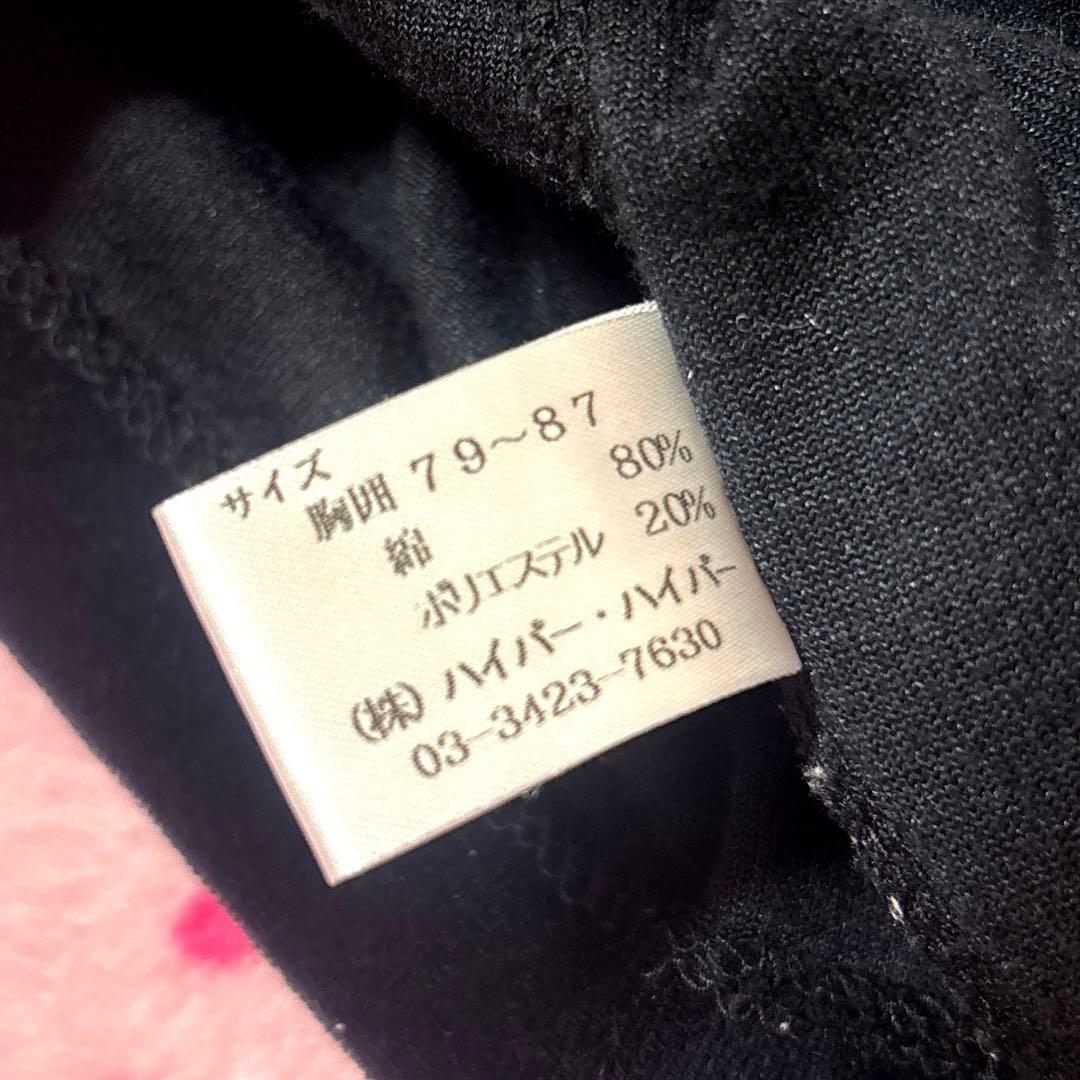 サイズ
胸囲 79〜87
綿 80%
ポリエステル 20%
(株) ハイパー・ハイパー
03-3423-7630